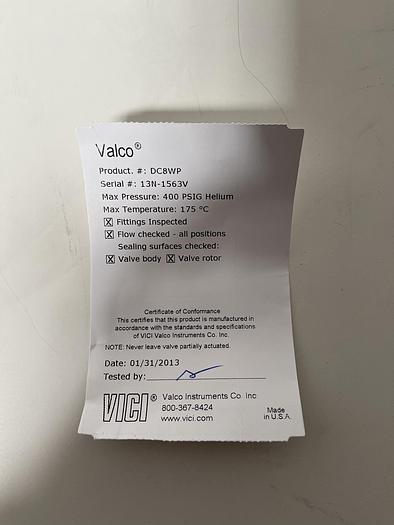 Valco®
Product. #: DC8WP
Serial #: 13N-1563V
Max Pressure: 400 PSIG Helium
Max Temperature: 175 °C
☒ Fittings Inspected
☒ Flow checked - all positions
Sealing surfaces checked:
☒ Valve body ☒ Valve rotor
Certificate of Conformance
This certifies that this product is manufactured in
accordance with the standards and specifications
of VICI Valco Instruments Co. Inc.
NOTE: Never leave valve partially actuated.
Date: 01/31/2013
Tested by:
VICI® Valco Instruments Co Inc
800-367-8424
www.vici.com
Made
in U.S.A.